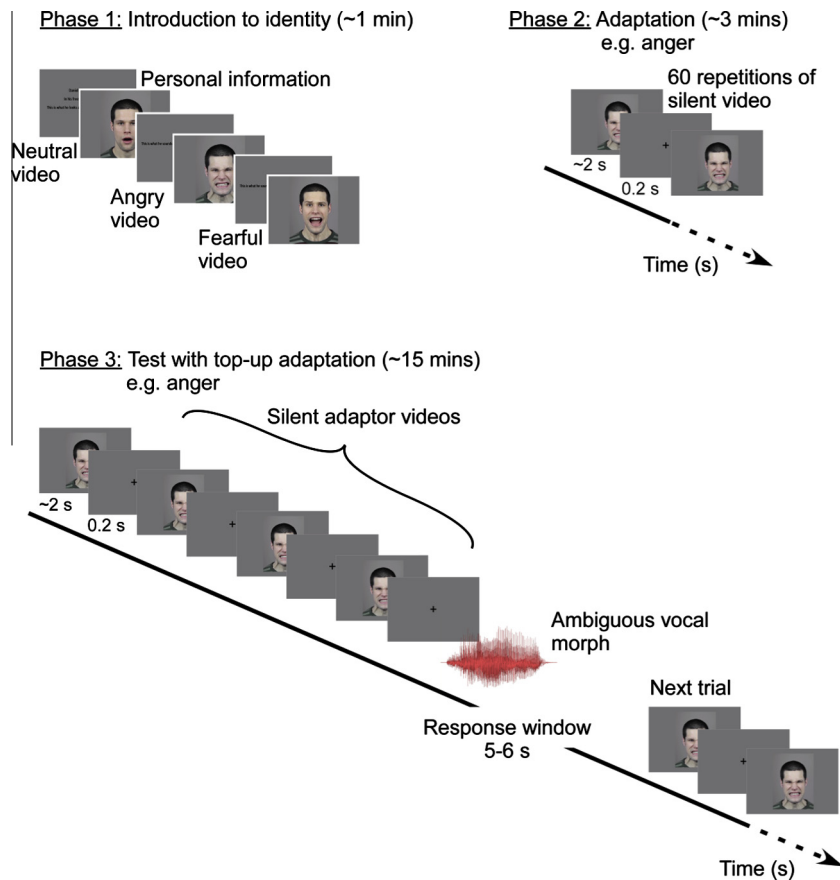 Phase 1: Introduction to identity (~1 min)
Personal information
Neutral
video
Angry
video
Fearful
video
Phase 2: Adaptation (~3 mins)
e.g. anger
60 repetitions of
silent video
~2 s
+
0.2 s
Time (s)
Phase 3: Test with top-up adaptation (~15 mins)
e.g. anger
Silent adaptor videos
~2 s
+
0.2 s
+
+
+
Ambiguous vocal
morph
Response window
5-6 s
Next trial
+
Time (s)